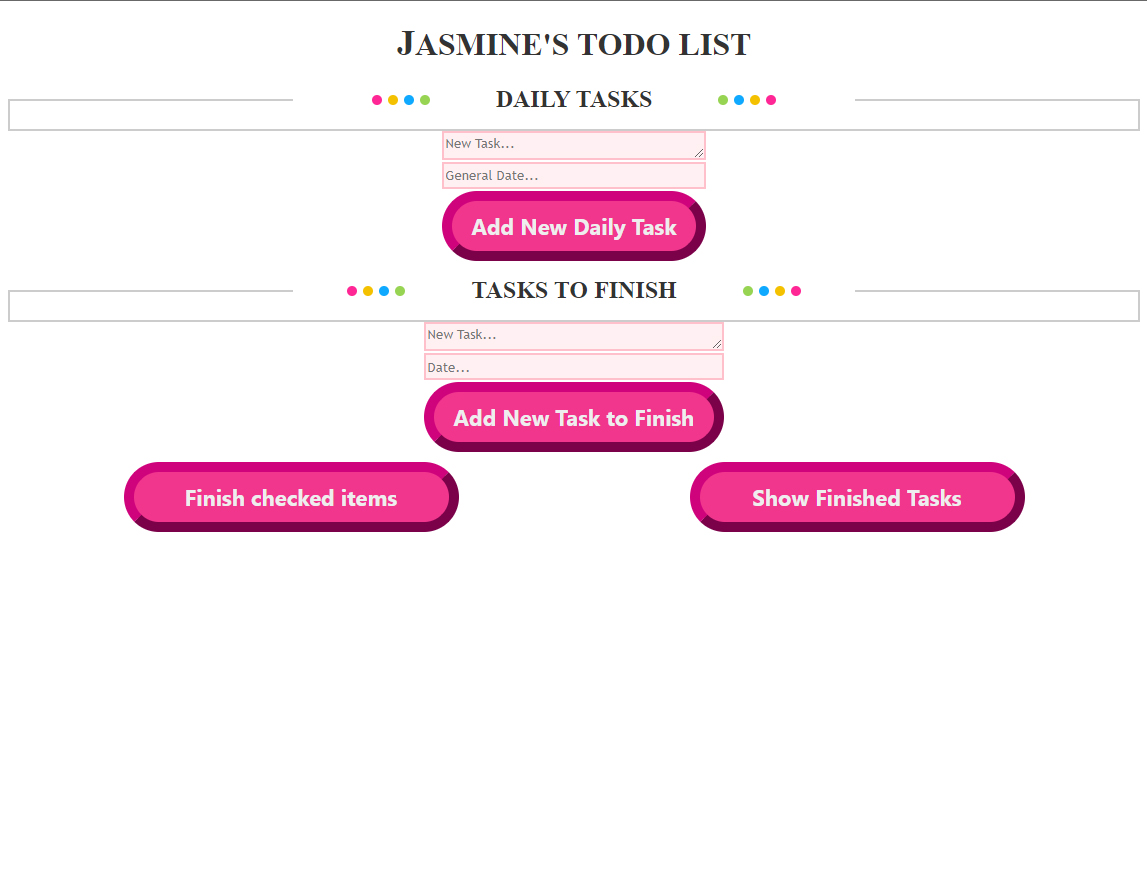 JASMINE'S TODO LIST
DAILY TASKS
New Task...
General Date...
Add New Daily Task
TASKS TO FINISH
New Task...
Date...
Add New Task to Finish
Finish checked items
Show Finished Tasks